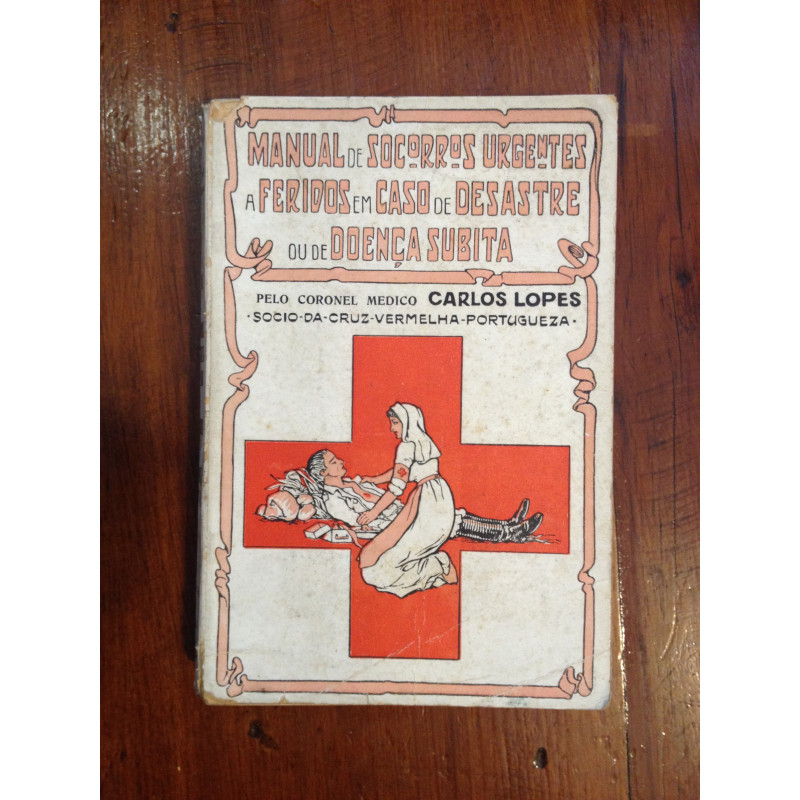 MANUAL DE SOCORROS URGENTES
A FERIDOS EM CASO DE DESASTRE
OU DE DOENÇA SUBITA
PELO CORONEL MEDICO CARLOS LOPES
·SOCIO-DA-CRUZ-VERMELHA-PORTUGUEZA·